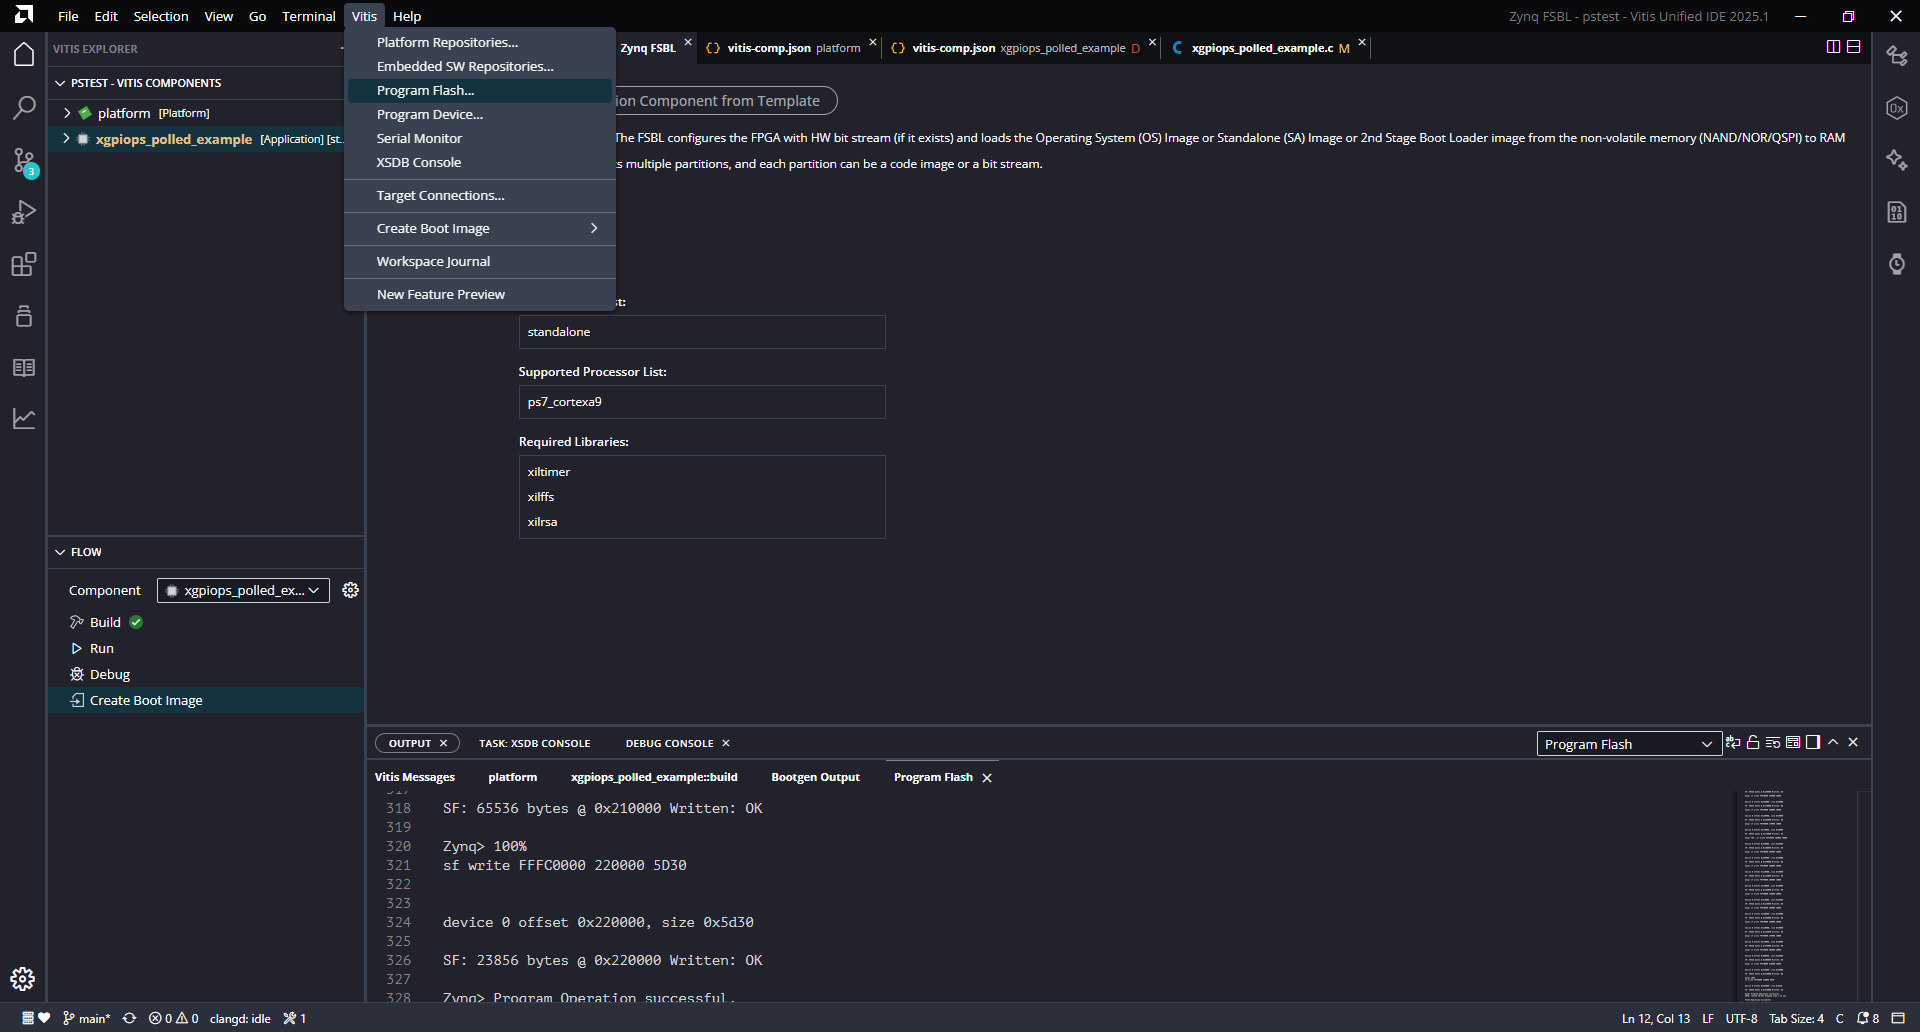 File Edit Selection View Go Terminal Vitis Help
Zynq FSBL - pstest - Vitis Unified IDE 2025.1
VITIS EXPLORER
PSTEST - VITIS COMPONENTS
platform [Platform]
xgpiops_polled_example [Application] [st...
Platform Repositories...
Embedded SW Repositories...
Program Flash...
Program Device...
Serial Monitor
XSDB Console
Target Connections...
Create Boot Image
Workspace Journal
New Feature Preview
Zynq FSBL
vitis-comp.json platform
vitis-comp.json xgpiops_polled_example D
xgpiops_polled_example.c M
ion Component from Template
The FSBL configures the FPGA with HW bit stream (if it exists) and loads the Operating System (OS) Image or Standalone (SA) Image or 2nd Stage Boot Loader image from the non-volatile memory (NAND/NOR/QSPI) to RAM
s multiple partitions, and each partition can be a code image or a bit stream.
t:
standalone
Supported Processor List:
ps7_cortexa9
Required Libraries:
xiltimer
xilffs
xilrsa
3
0x
01
10
FLOW
Component xgpiops_polled_ex...
Build
Run
Debug
Create Boot Image
OUTPUT TASK: XSDB CONSOLE DEBUG CONSOLE
Program Flash
Vitis Messages platform xgpiops_polled_example::build Bootgen Output Program Flash
317
318 SF: 65536 bytes @ 0x210000 Written: OK
319
320 Zynq> 100%
321 sf write FFFC0000 220000 5D30
322
323
324 device 0 offset 0x220000, size 0x5d30
325
326 SF: 23856 bytes @ 0x220000 Written: OK
327
328 Zynq> Program Operation successful.
main* 0 0 clangd: idle 1
Ln 12, Col 13 LF UTF-8 Tab Size: 4 C 8